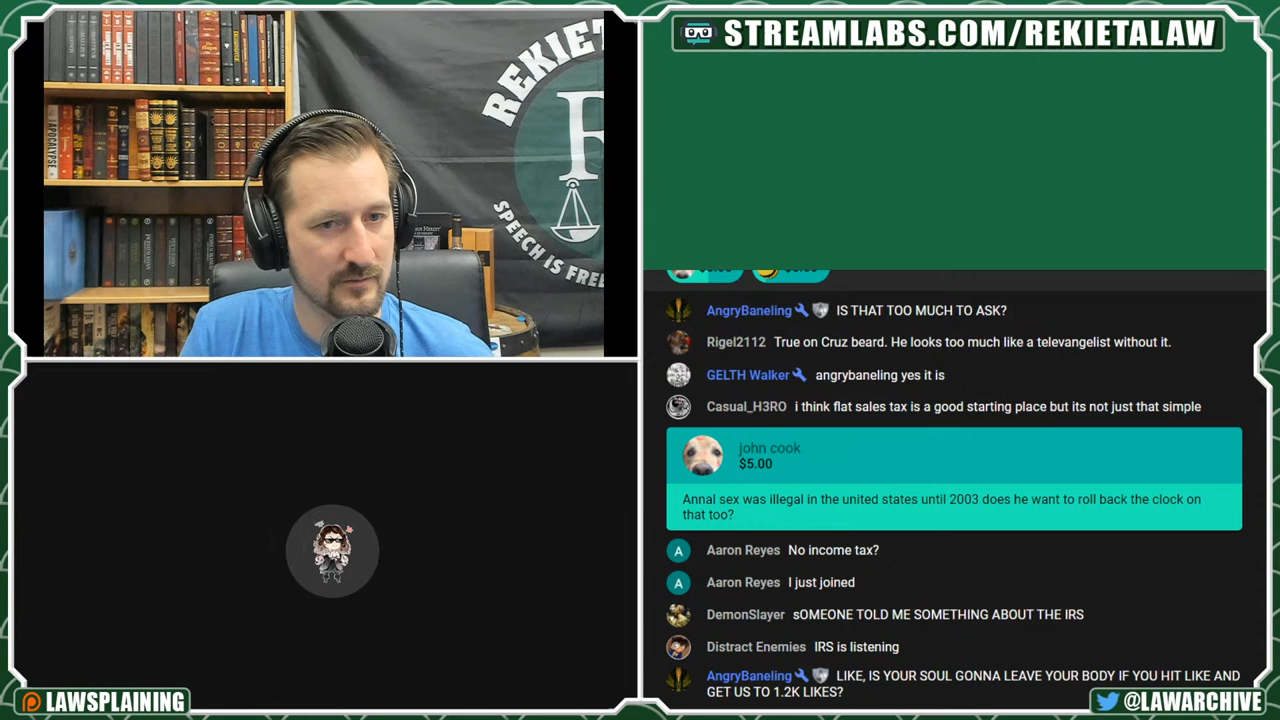 STREAMLABS.COM/REKIETALAW
REKIET
SPEECH IS FREE
APOCALYPSE
AngryBaneling IS THAT TOO MUCH TO ASK?
Rigel2112 True on Cruz beard. He looks too much like a televangelist without it.
GELTH Walker angrybaneling yes it is
Casual_H3RO i think flat sales tax is a good starting place but its not just that simple
john cook
$5.00
Annal sex was illegal in the united states until 2003 does he want to roll back the clock on
that too?
A Aaron Reyes No income tax?
A Aaron Reyes I just joined
DemonSlayer sOMEONE TOLD ME SOMETHING ABOUT THE IRS
Distract Enemies IRS is listening
AngryBaneling LIKE, IS YOUR SOUL GONNA LEAVE YOUR BODY IF YOU HIT LIKE AND
GET US TO 1.2K LIKES?
LAWSPLAINING
@LAWARCHIVE